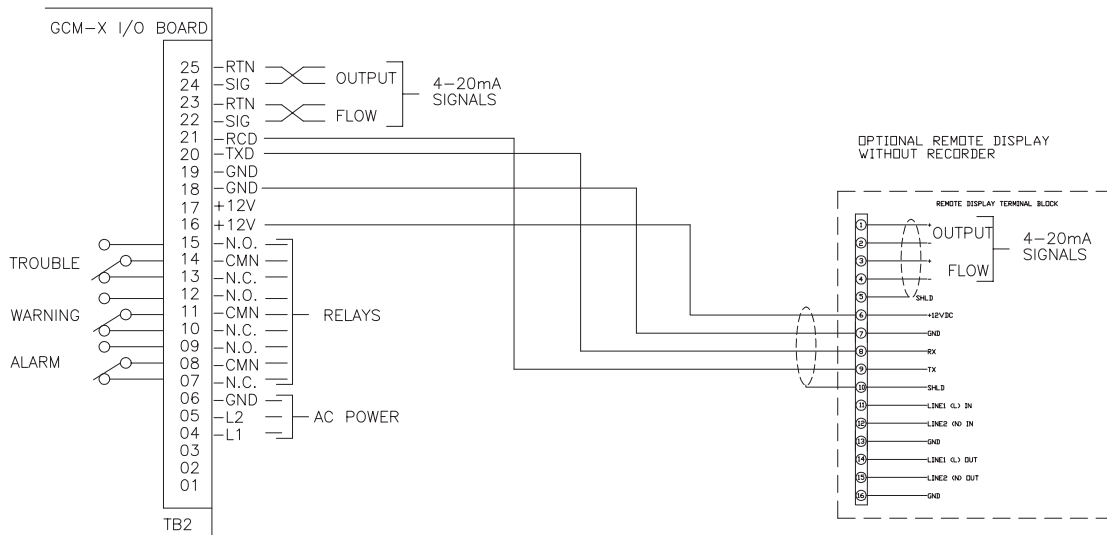 GCM-X I/O BOARD
25 -RTN
24 -SIG
OUTPUT
23 -RTN
22 -SIG
FLOW
4-20mA
SIGNALS
21 -RCD
20 -TXD
19 -GND
18 -GND
17 +12V
16 +12V
15 -N.O.
14 -CMN
13 -N.C.
TROUBLE
12 -N.O.
11 -CMN
10 -N.C.
WARNING
RELAYS
09 -N.O.
08 -CMN
07 -N.C.
ALARM
06 -GND
05 -L2
04 -L1
AC POWER
03
02
01
TB2
OPTIONAL REMOTE DISPLAY
WITHOUT RECORDER
REMOTE DISPLAY TERMINAL BLOCK
1 +
2 -
OUTPUT
3 +
4 -
FLOW
4-20mA
SIGNALS
5 SHLD
6 +12VDC
7 GND
8 RX
9 TX
10 SHLD
11 LINE1 (L) IN
12 LINE2 (N) IN
13 GND
14 LINE1 (L) OUT
15 LINE2 (N) OUT
16 GND